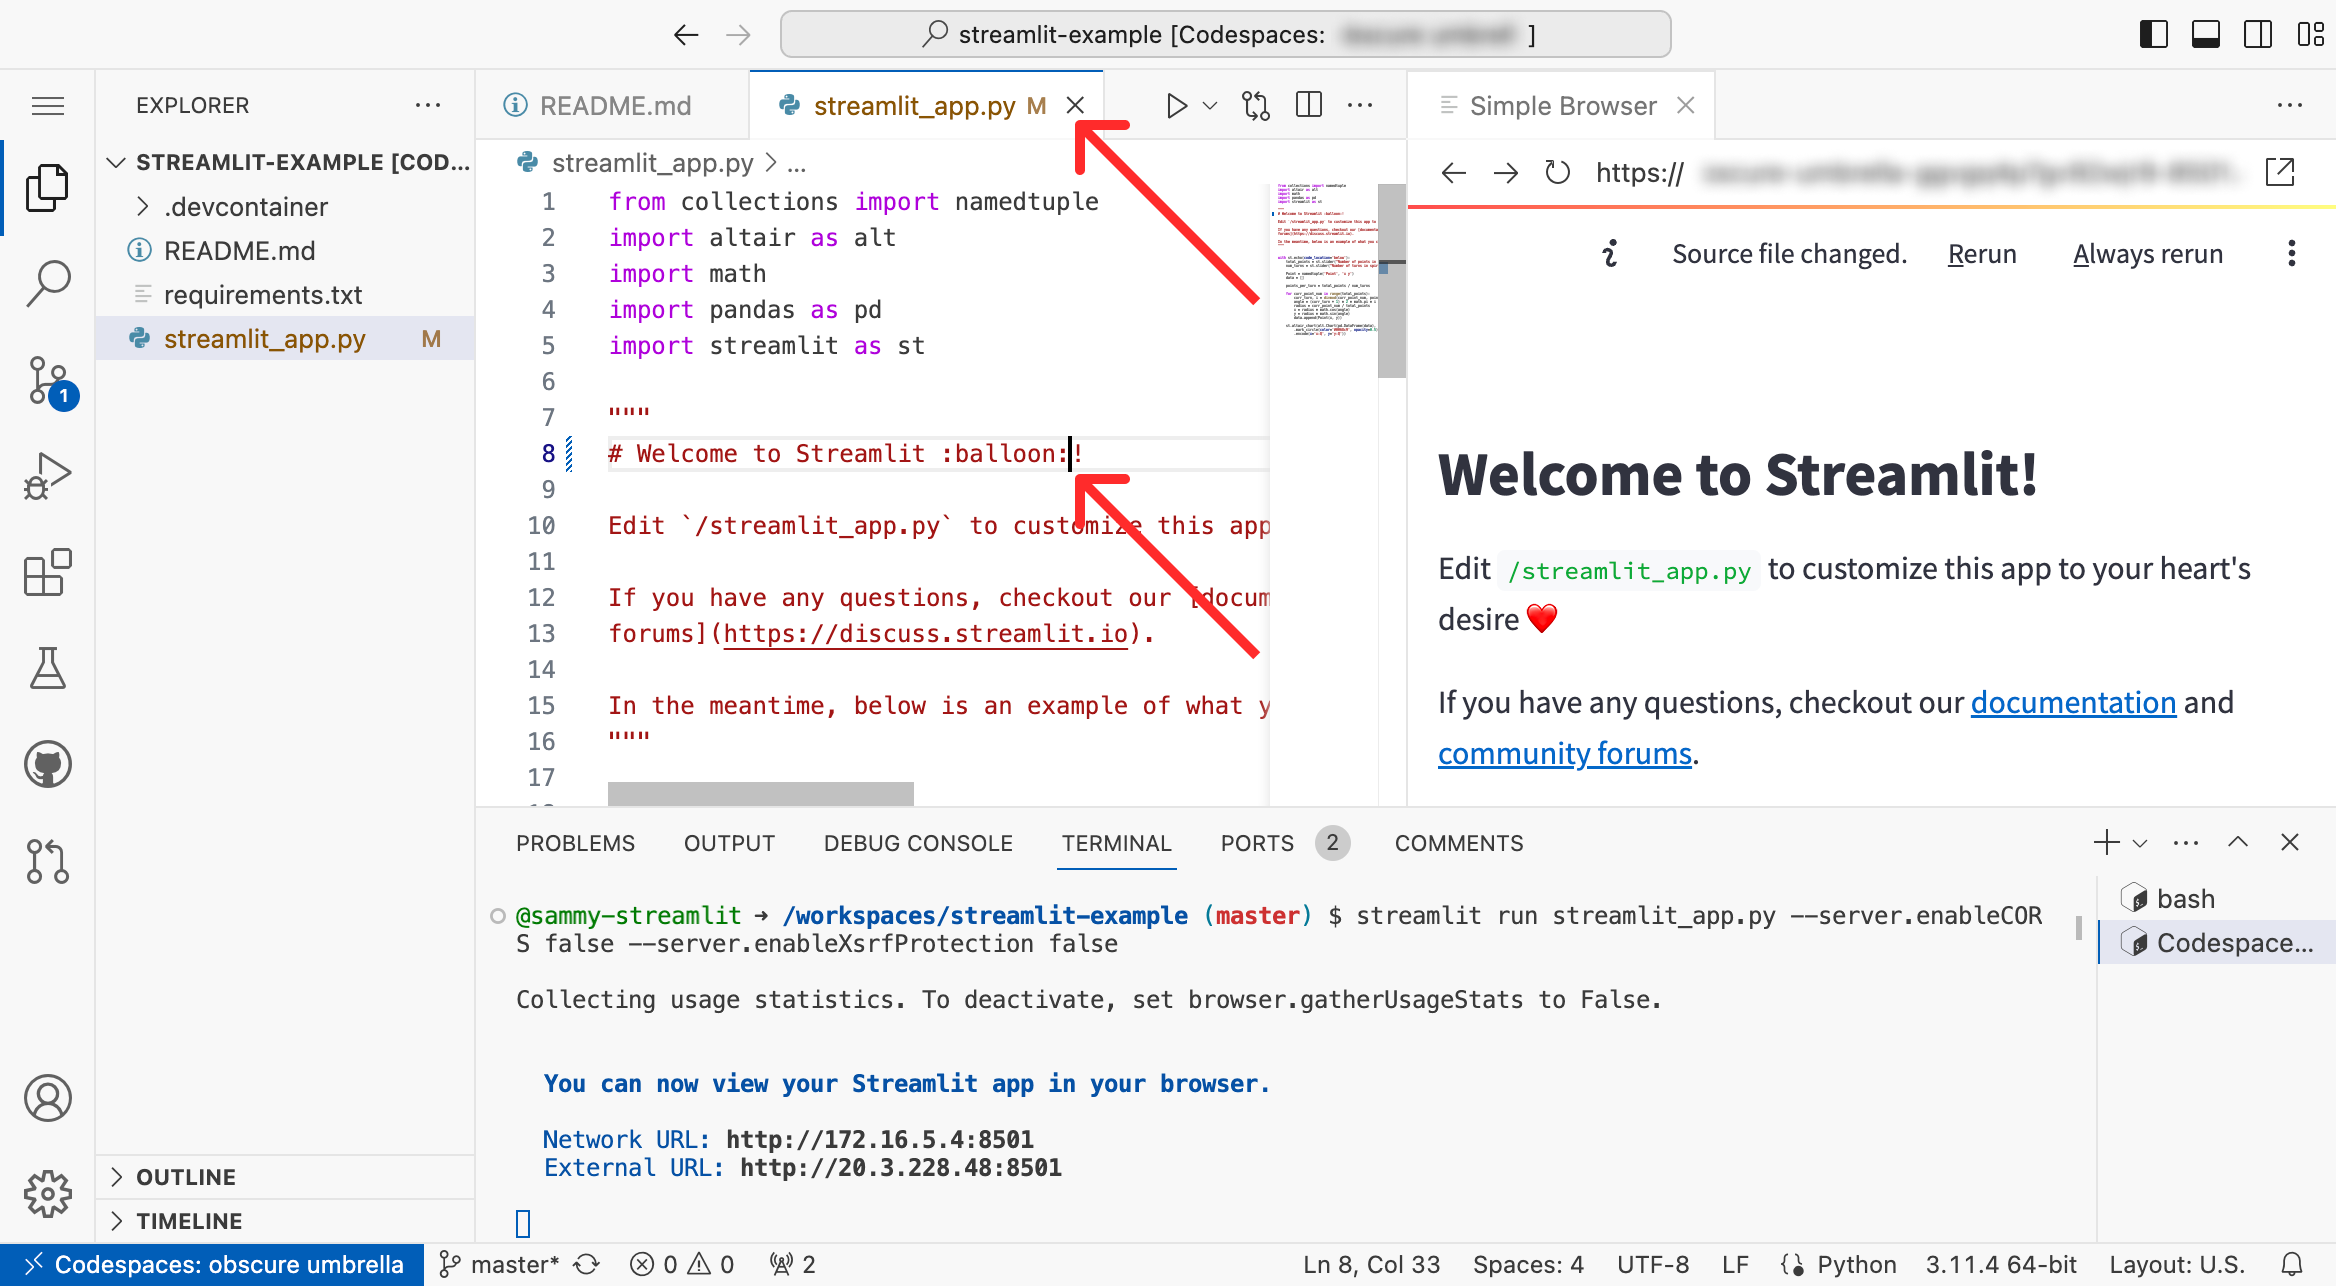 streamlit-example [Codespaces: ]
EXPLORER
STREAMLIT-EXAMPLE [COD...
.devcontainer
README.md
requirements.txt
streamlit_app.py M
1
OUTLINE
TIMELINE
README.md
streamlit_app.py M
streamlit_app.py > ...
1 from collections import namedtuple
2 import altair as alt
3 import math
4 import pandas as pd
5 import streamlit as st
6
7 """
8 # Welcome to Streamlit :balloon:!
9
10 Edit `/streamlit_app.py` to customize this app
11
12 If you have any questions, checkout our [docum
13 forums](https://discuss.streamlit.io).
14
15 In the meantime, below is an example of what y
16 """
17
Simple Browser
https://
Source file changed. Rerun Always rerun
Welcome to Streamlit!
Edit /streamlit_app.py to customize this app to your heart's
desire ❤️
If you have any questions, checkout our documentation and
community forums.
PROBLEMS OUTPUT DEBUG CONSOLE TERMINAL PORTS 2 COMMENTS
@sammy-streamlit ➜ /workspaces/streamlit-example (master) $ streamlit run streamlit_app.py --server.enableCOR
S false --server.enableXsrfProtection false
Collecting usage statistics. To deactivate, set browser.gatherUsageStats to False.
You can now view your Streamlit app in your browser.
Network URL: http://172.16.5.4:8501
External URL: http://20.3.228.48:8501
bash
Codespace...
Codespaces: obscure umbrella master* 0 0 2 Ln 8, Col 33 Spaces: 4 UTF-8 LF Python 3.11.4 64-bit Layout: U.S.